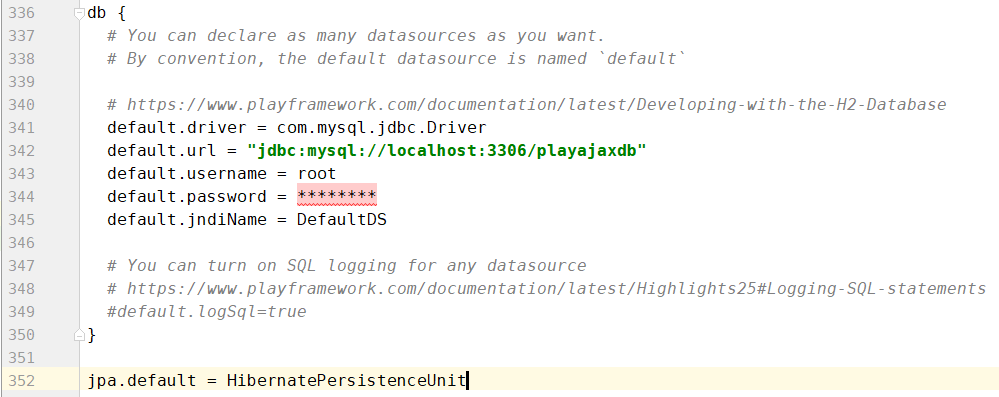 336 db {
337 # You can declare as many datasources as you want.
338 # By convention, the default datasource is named `default`
339
340 # https://www.playframework.com/documentation/latest/Developing-with-the-H2-Database
341 default.driver = com.mysql.jdbc.Driver
342 default.url = "jdbc:mysql://localhost:3306/playajaxdb"
343 default.username = root
344 default.password = ********
345 default.jndiName = DefaultDS
346
347 # You can turn on SQL logging for any datasource
348 # https://www.playframework.com/documentation/latest/Highlights25#Logging-SQL-statements
349 #default.logSql=true
350 }
351
352 jpa.default = HibernatePersistenceUnit